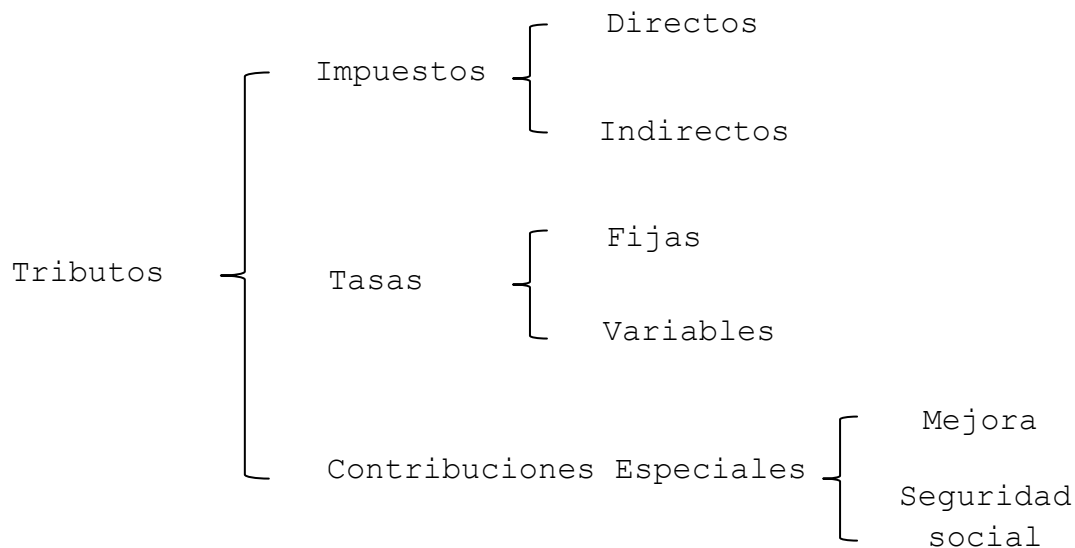 Tributos
Impuestos
Directos
Indirectos
Tasas
Fijas
Variables
Contribuciones Especiales
Mejora
Seguridad
social